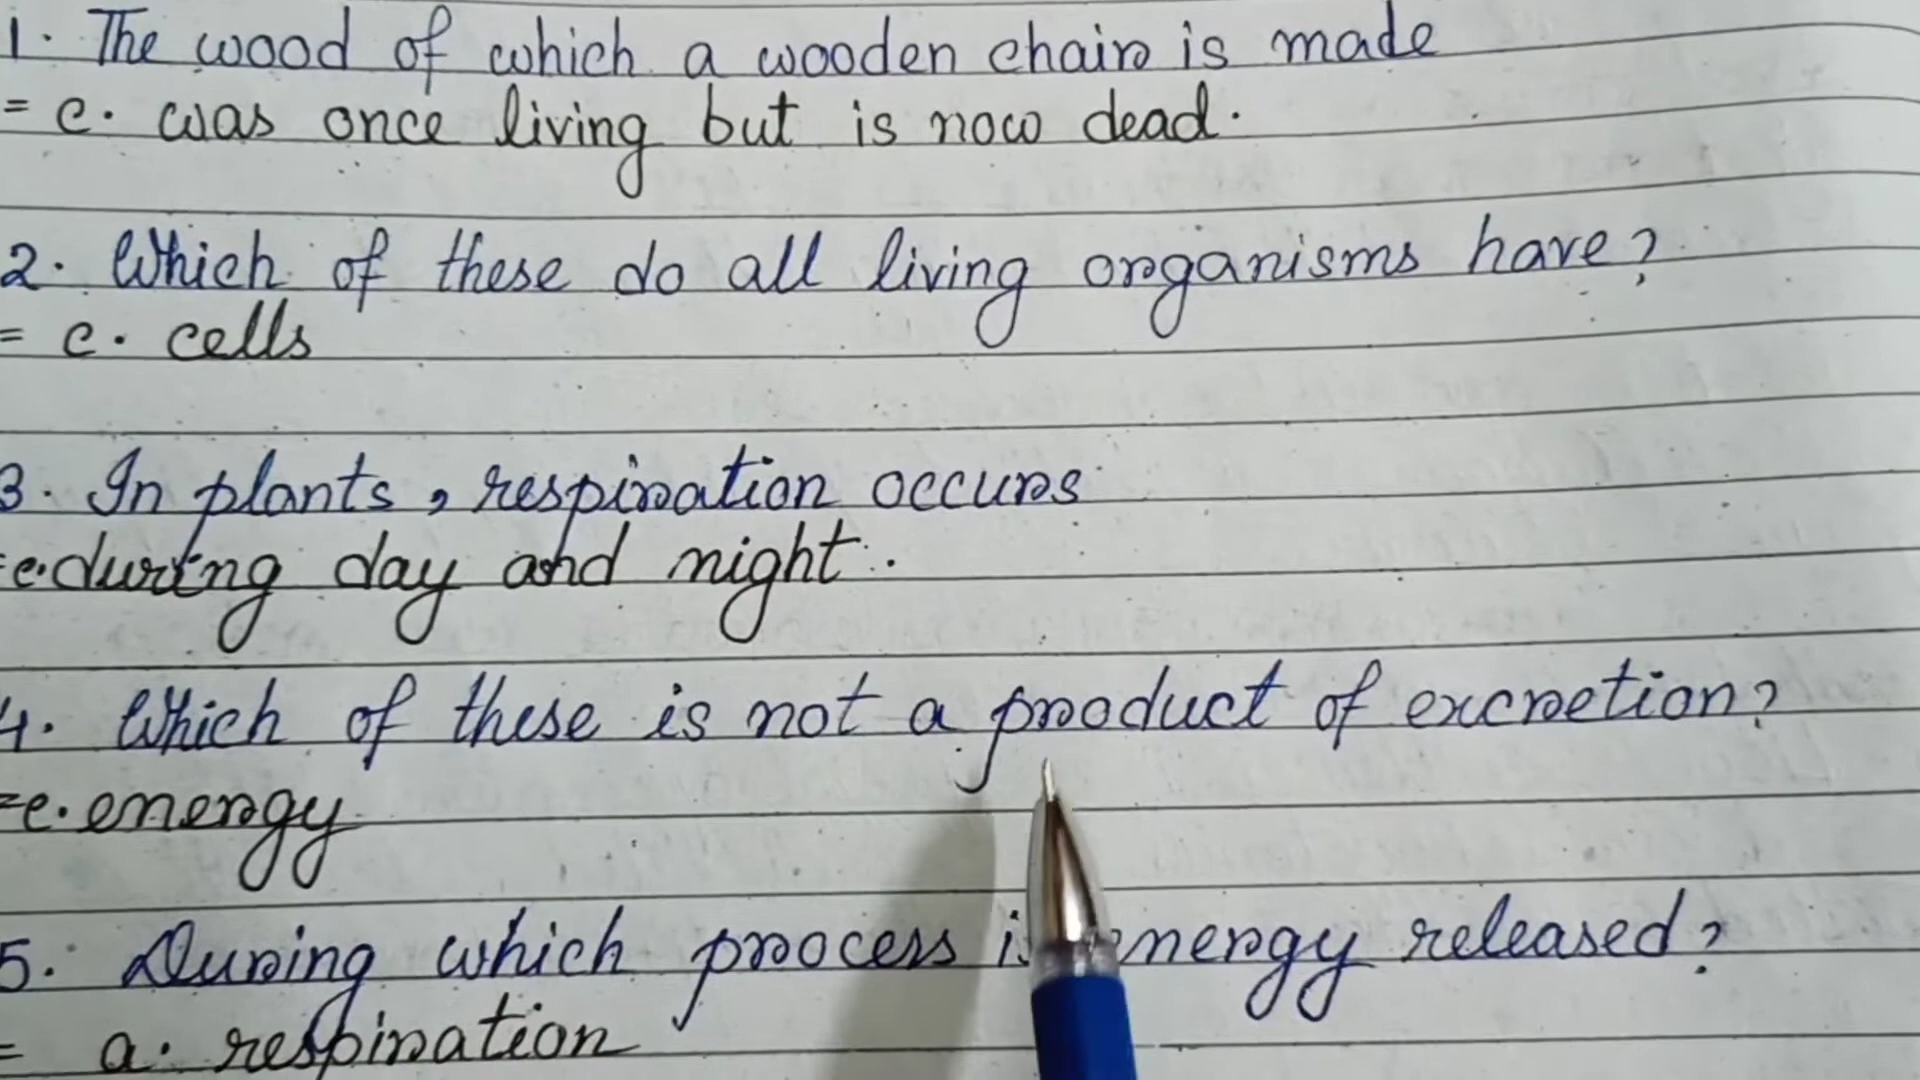 1. The wood of which a wooden chair is made
= c. was once living but is now dead.
2. Which of these do all living organisms have?
= c. cells
3. In plants, respiration occurs
= c. during day and night.
4. Which of these is not a product of excretion?
= c. energy
5. During which process is energy released?
= a. respiration